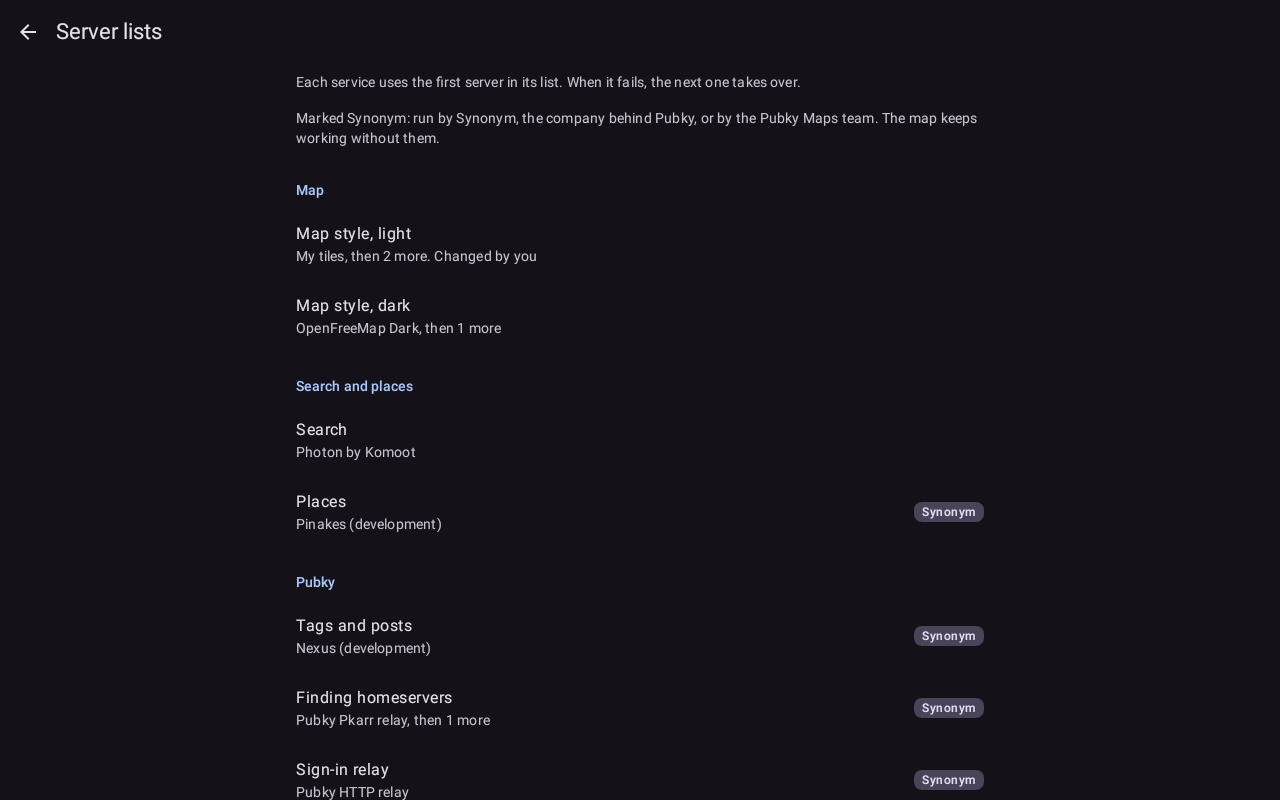 Server lists
Each service uses the first server in its list. When it fails, the next one takes over.
Marked Synonym: run by Synonym, the company behind Pubky, or by the Pubky Maps team. The map keeps
working without them.
Map
Map style, light
My tiles, then 2 more. Changed by you
Map style, dark
OpenFreeMap Dark, then 1 more
Search and places
Search
Photon by Komoot
Places
Pinakes (development)
Synonym
Pubky
Tags and posts
Nexus (development)
Synonym
Finding homeservers
Pubky Pkarr relay, then 1 more
Synonym
Sign-in relay
Pubky HTTP relay
Synonym